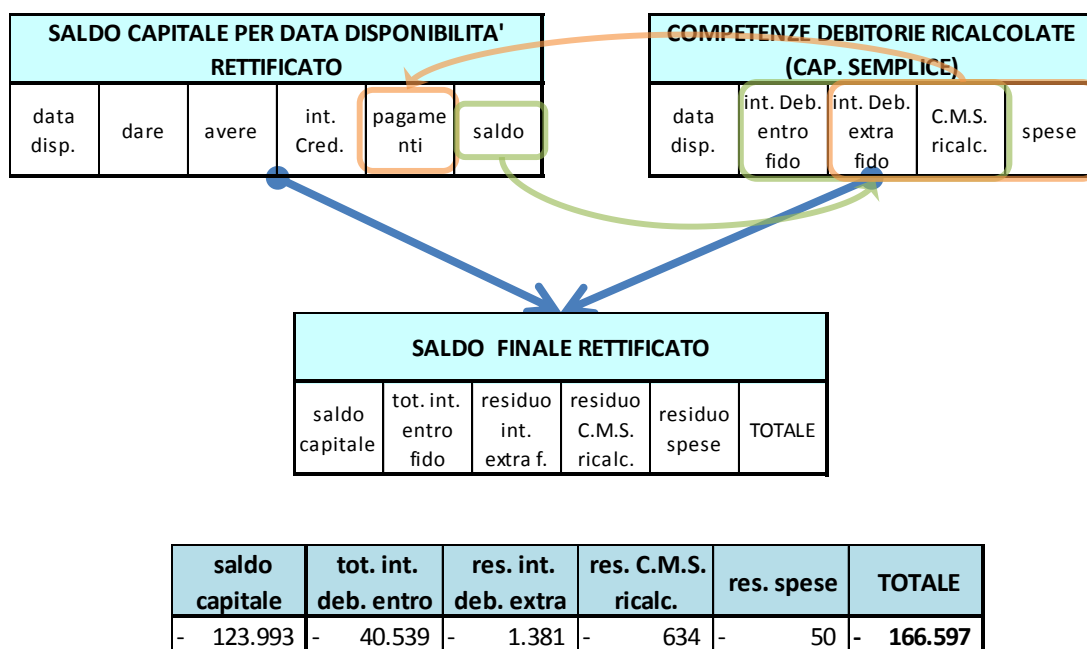 SALDO CAPITALE PER DATA DISPONIBILITA'
RETTIFICATO
data
disp.
dare
avere
int.
Cred.
pagame
nti
saldo
COMPETENZE DEBITORIE RICALCOLATE
(CAP. SEMPLICE)
data
disp.
int. Deb.
entro
fido
int. Deb.
extra
fido
C.M.S.
ricalc.
spese
SALDO FINALE RETTIFICATO
saldo
capitale
tot. int.
entro
fido
residuo
int.
extra f.
residuo
C.M.S.
ricalc.
residuo
spese
TOTALE
saldo
capitale
tot. int.
deb. entro
res. int.
deb. extra
res. C.M.S.
ricalc.
res. spese
TOTALE
- 123.993 - 40.539 - 1.381 - 634 - 50 - 166.597